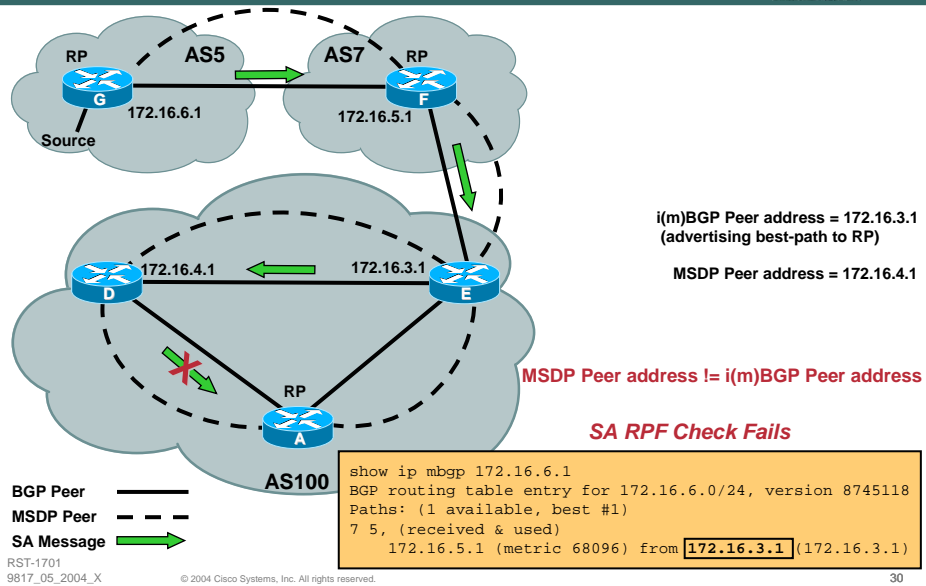 RP
AS5
AS7
RP
G
F
172.16.6.1
172.16.5.1
Source
i(m)BGP Peer address = 172.16.3.1
(advertising best-path to RP)
172.16.4.1
172.16.3.1
MSDP Peer address = 172.16.4.1
D
E
X
MSDP Peer address != i(m)BGP Peer address
RP
A
SA RPF Check Fails
AS100
show ip mbgp 172.16.6.1
BGP routing table entry for 172.16.6.0/24, version 8745118
Paths: (1 available, best #1)
7 5, (received & used)
172.16.5.1 (metric 68096) from 172.16.3.1 (172.16.3.1)
BGP Peer
MSDP Peer
SA Message
RST-1701
9817_05_2004_X
© 2004 Cisco Systems, Inc. All rights reserved.
30